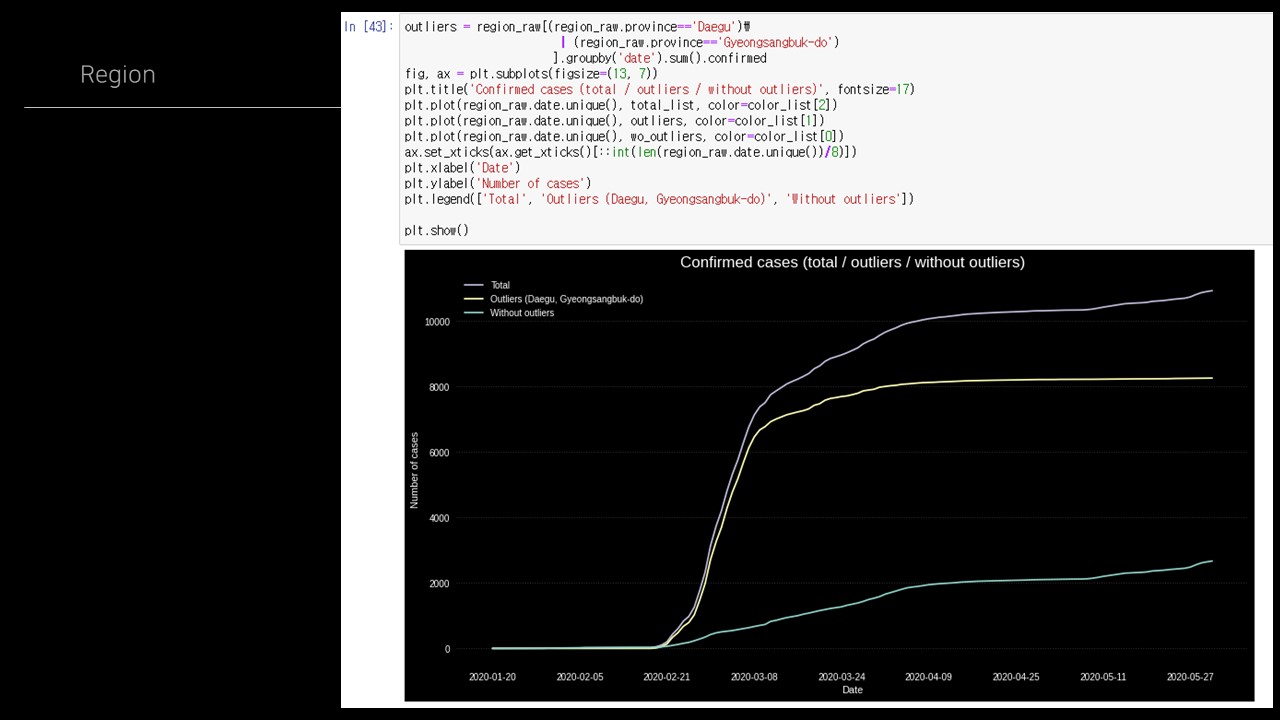 Region
In [43]:
outliers = region_raw[(region_raw.province=='Daegu')₩
| (region_raw.province=='Gyeongsangbuk-do')
].groupby('date').sum().confirmed
fig, ax = plt.subplots(figsize=(13, 7))
plt.title('Confirmed cases (total / outliers / without outliers)', fontsize=17)
plt.plot(region_raw.date.unique(), total_list, color=color_list[2])
plt.plot(region_raw.date.unique(), outliers, color=color_list[1])
plt.plot(region_raw.date.unique(), wo_outliers, color=color_list[0])
ax.set_xticks(ax.get_xticks()[::int(len(region_raw.date.unique())/8)])
plt.xlabel('Date')
plt.ylabel('Number of cases')
plt.legend(['Total', 'Outliers (Daegu, Gyeongsangbuk-do)', 'Without outliers'])
plt.show()
Confirmed cases (total / outliers / without outliers)
Total
Outliers (Daegu, Gyeongsangbuk-do)
Without outliers
Number of cases
10000
8000
6000
4000
2000
0
2020-01-20 2020-02-05 2020-02-21 2020-03-08 2020-03-24 2020-04-09 2020-04-25 2020-05-11 2020-05-27
Date